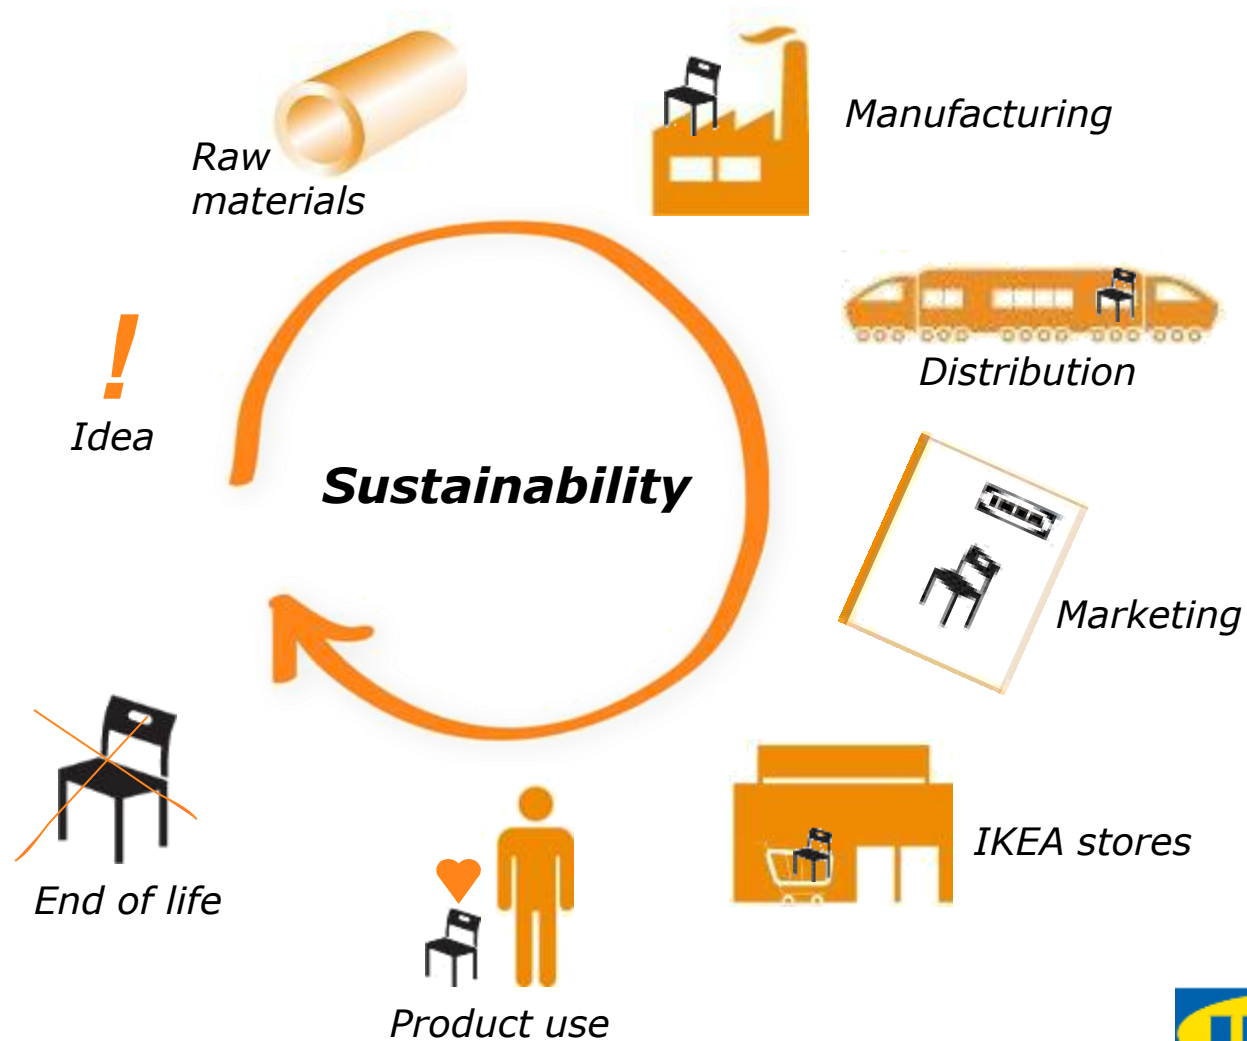 Raw
materials
Manufacturing
Distribution
!
Idea
Sustainability
Marketing
IKEA stores
End of life
Product use